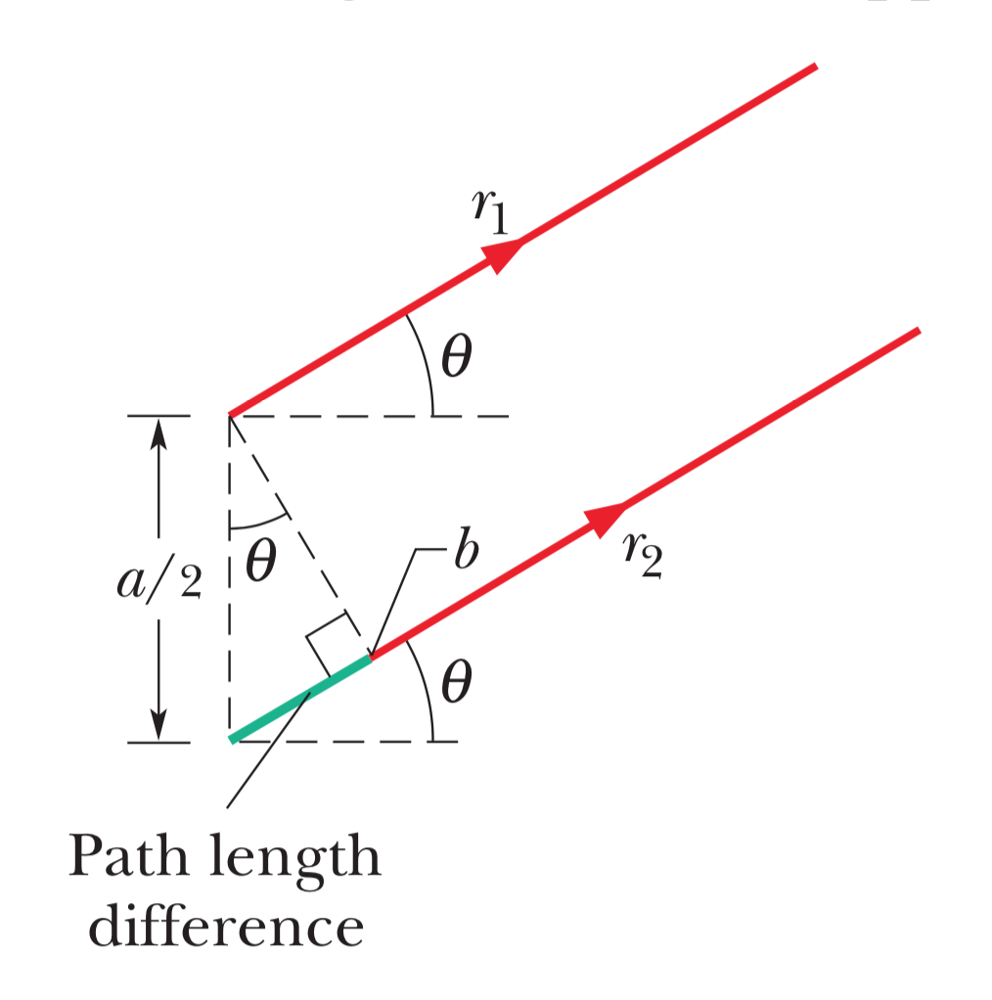 r₁
θ
b
a/2
θ
r₂
θ
Path length
difference